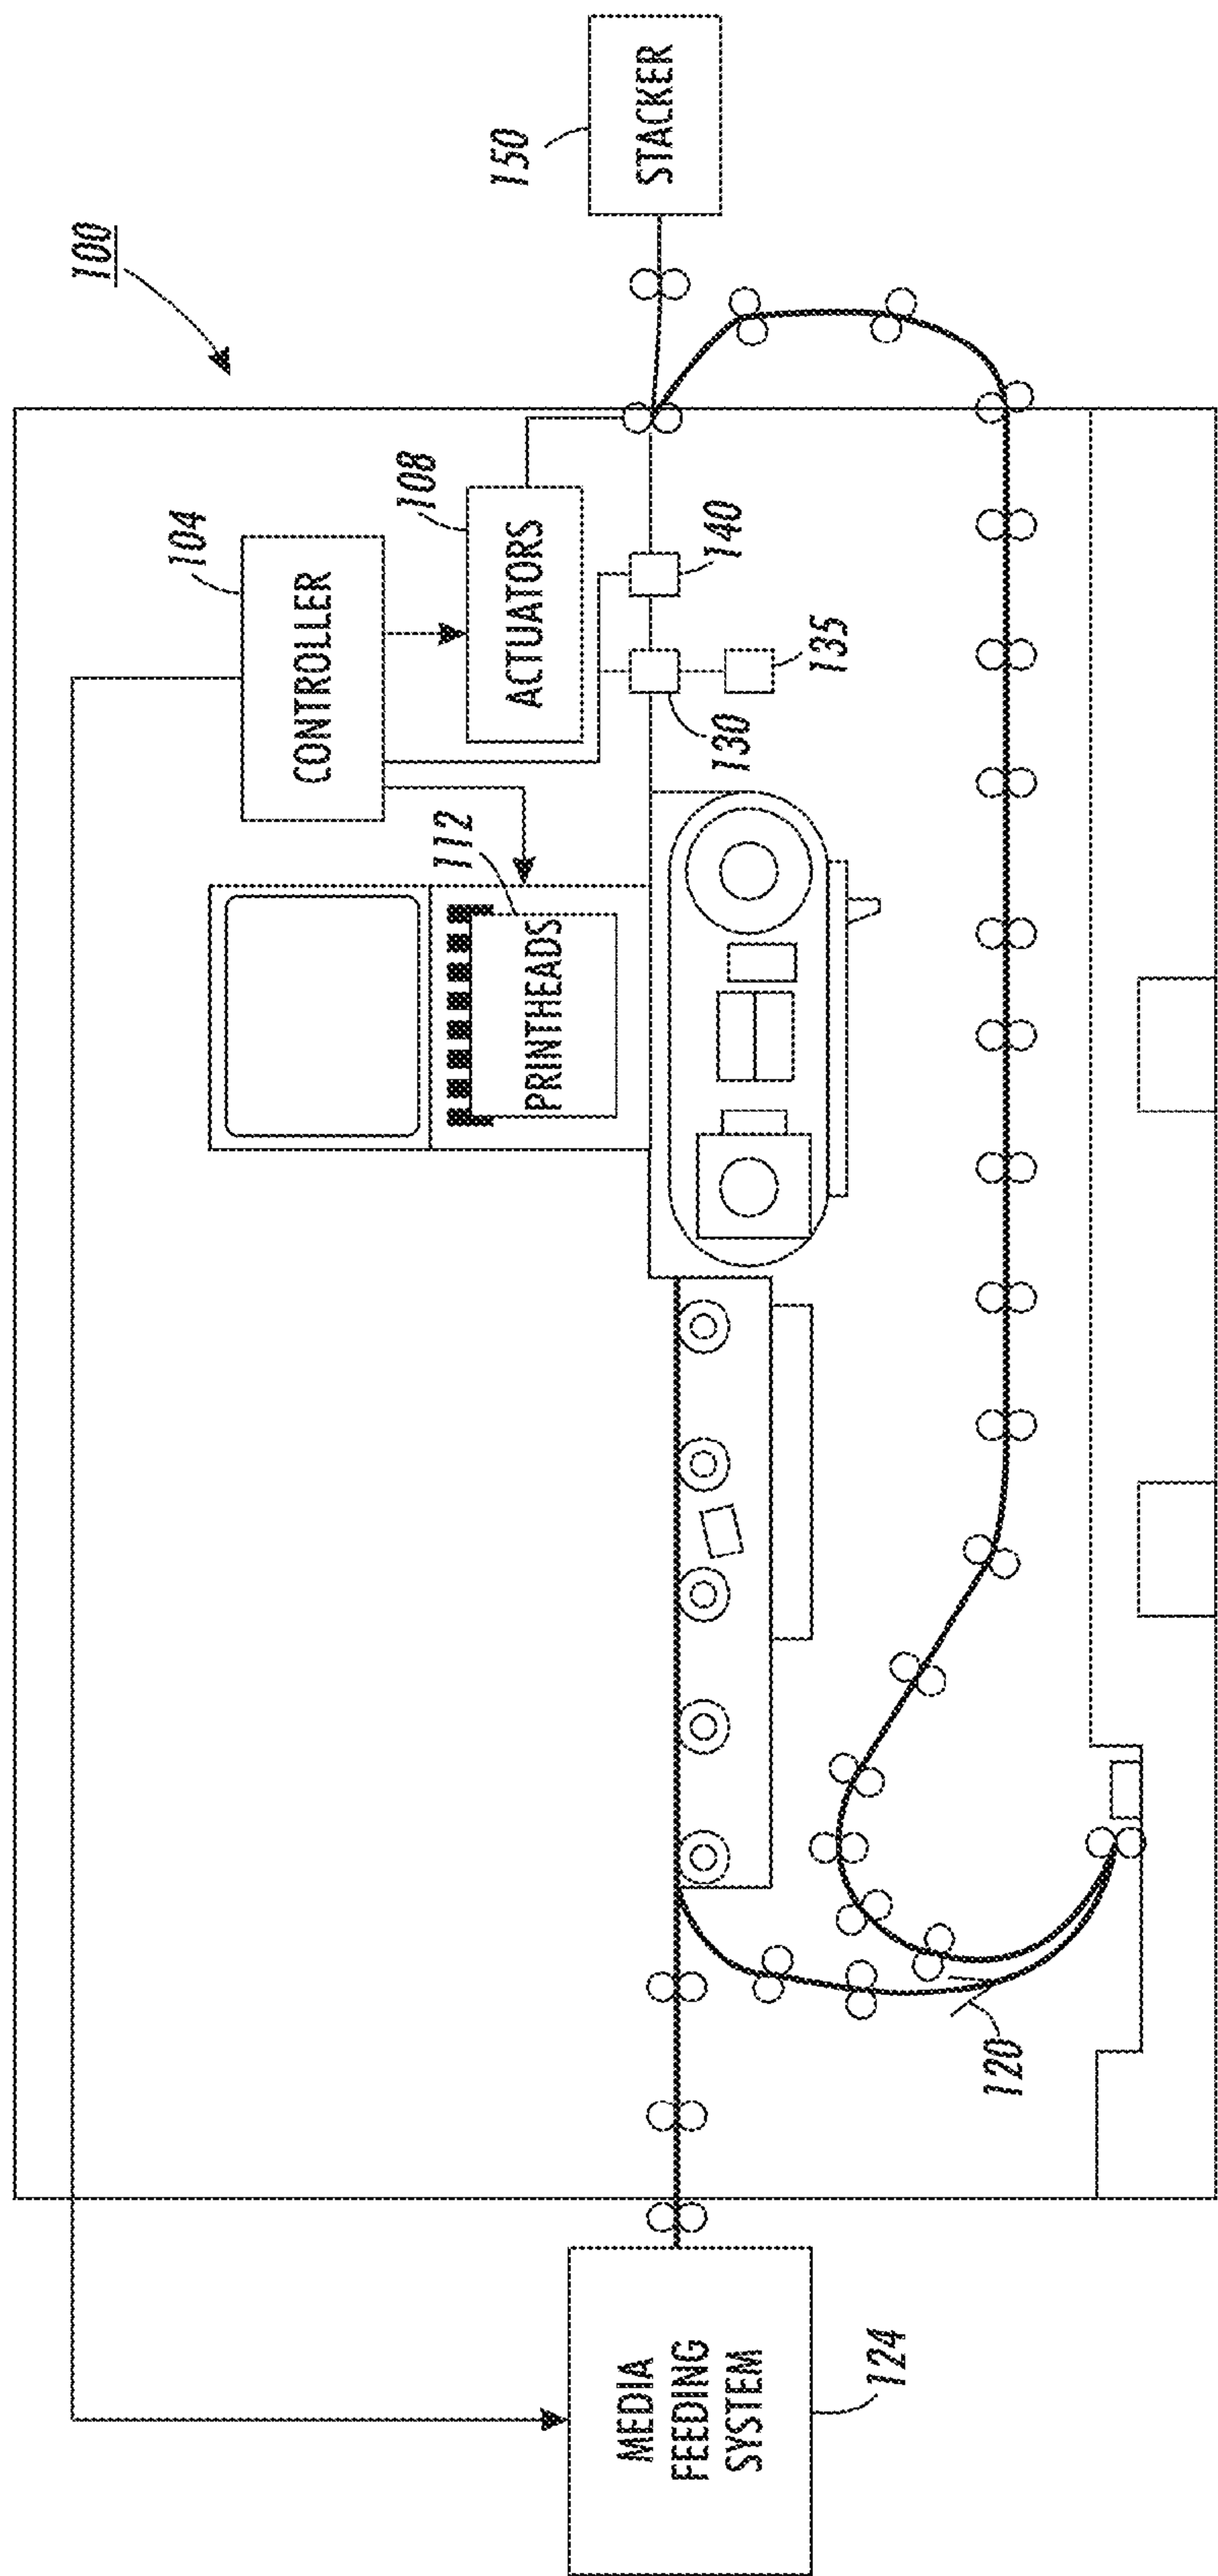 100
104
CONTROLLER
108
ACTUATORS
112
PRINTHEADS
150
STACKER
140
130
135
120
MEDIA
FEEDING
SYSTEM
124